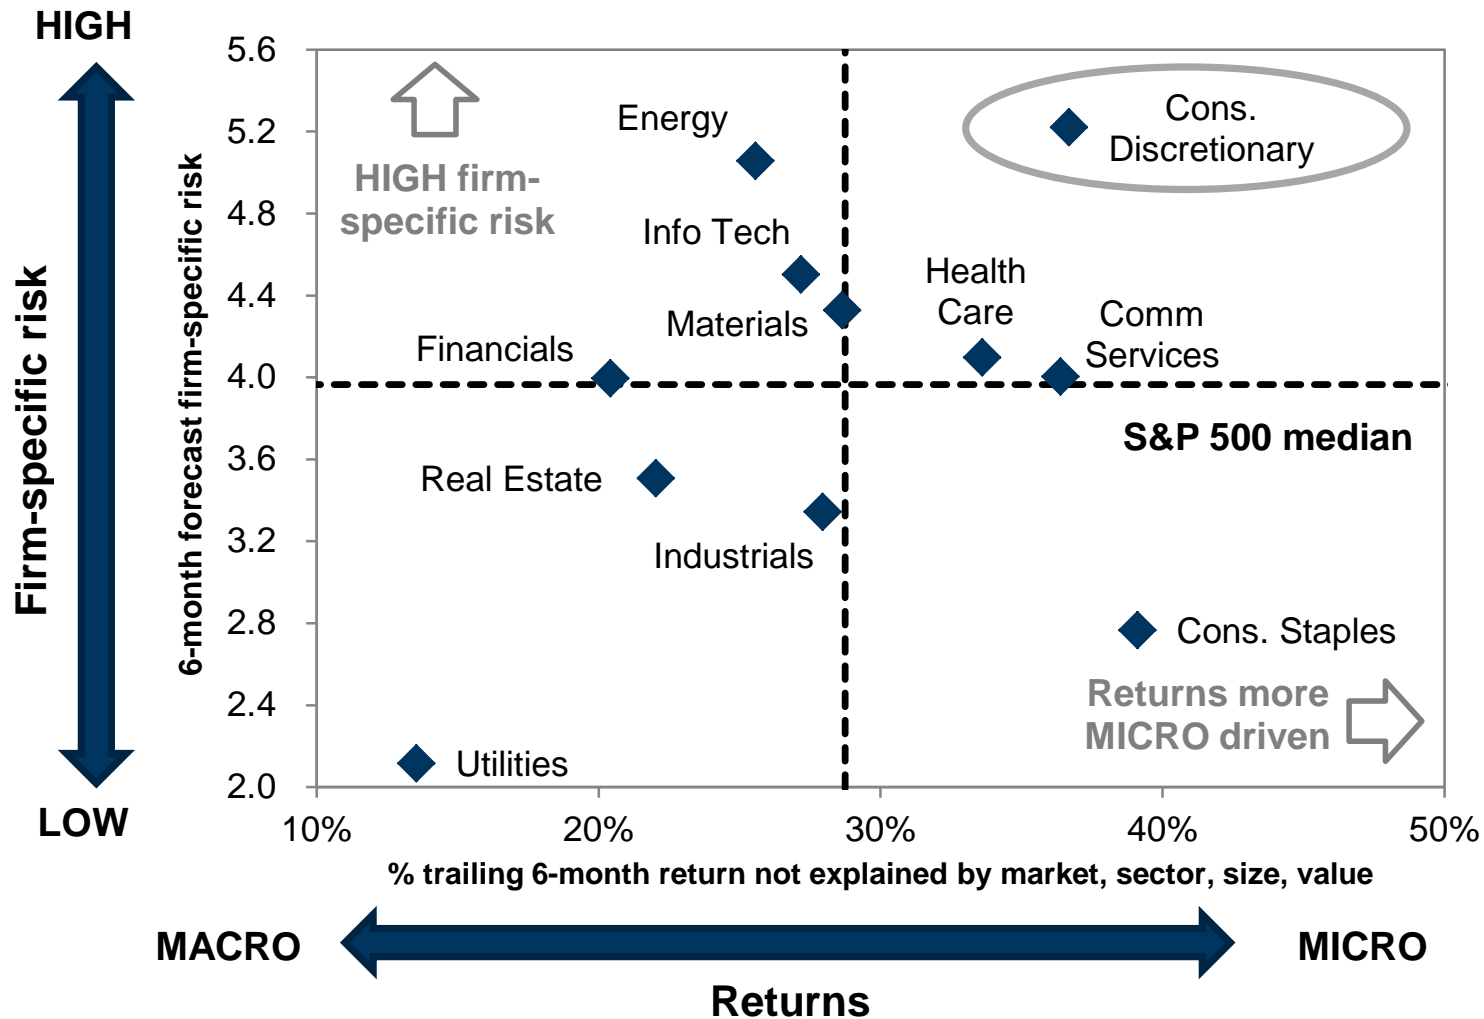 HIGH
Firm-specific risk
LOW
6-month forecast firm-specific risk
5.6
5.2
4.8
4.4
4.0
3.6
3.2
2.8
2.4
2.0
HIGH firm-
specific risk
Energy
Cons.
Discretionary
Info Tech
Materials
Health
Care
Comm
Services
Financials
S&P 500 median
Real Estate
Industrials
Cons. Staples
Returns more
MICRO driven
Utilities
10%
20%
30%
40%
50%
% trailing 6-month return not explained by market, sector, size, value
MACRO
MICRO
Returns